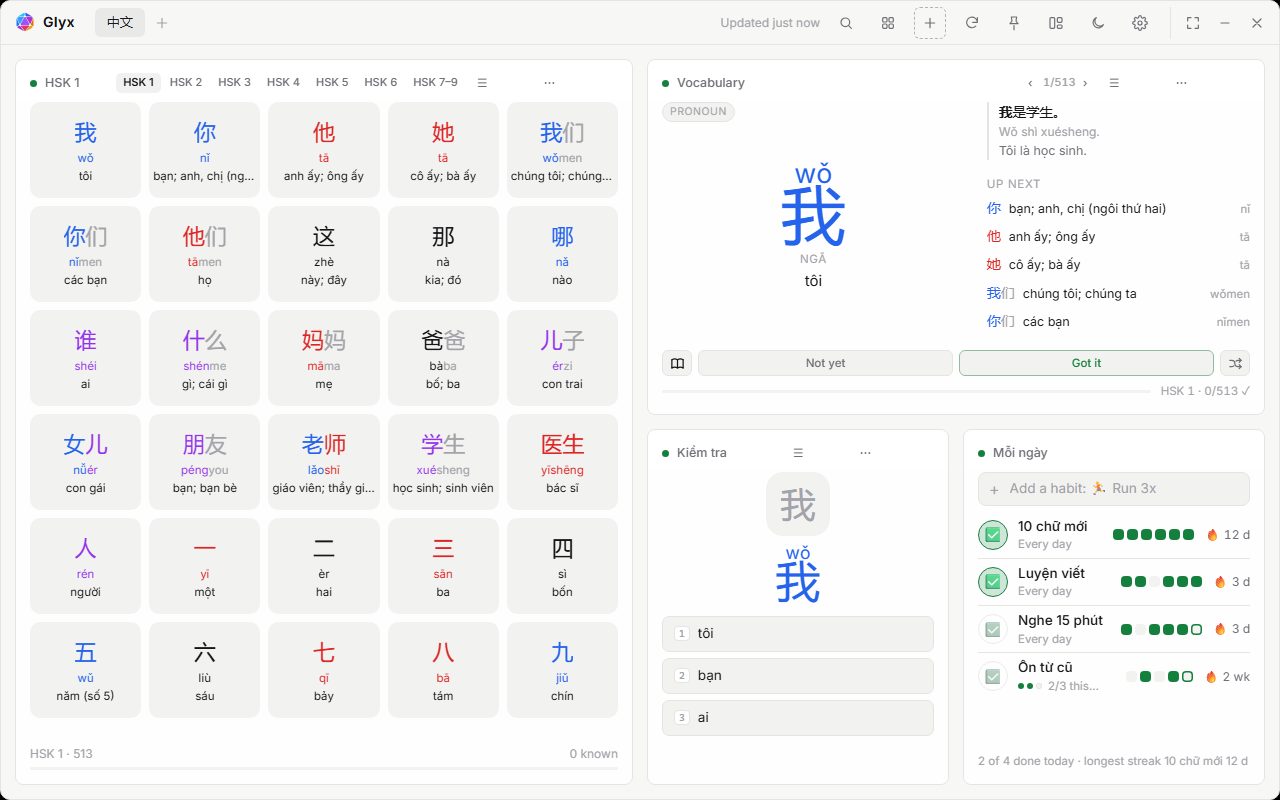 Glyx 中文 + Updated just now
HSK 1 HSK 1 HSK 2 HSK 3 HSK 4 HSK 5 HSK 6 HSK 7–9 ...
我 你 他 她 我们
wǒ nǐ tā tā wǒmen
tôi bạn; anh, chị (ng... anh ấy; ông ấy cô ấy; bà ấy chúng tôi; chúng...
你们 他们 这 那 哪
nǐmen tāmen zhè nà nǎ
các bạn họ này; đây kia; đó nào
谁 什么 妈妈 爸爸 儿子
shéi shénme māma bàba érzi
ai gì; cái gì mẹ bố; ba con trai
女儿 朋友 老师 学生 医生
nǚér péngyou lǎoshī xuésheng yīshēng
con gái bạn; bạn bè giáo viên; thầy gi... học sinh; sinh viên bác sĩ
人 一 二 三 四
rén yī èr sān sì
người một hai ba bốn
五 六 七 八 九
wǔ liù qī bā jiǔ
năm (số 5) sáu bảy tám chín
HSK 1 · 513 0 known
Vocabulary ‹ 1/513 › ...
PRONOUN
wǒ
我
NGÃ
tôi
我是学生。
Wǒ shì xuésheng.
Tôi là học sinh.
UP NEXT
你 bạn; anh, chị (ngôi thứ hai) nǐ
他 anh ấy; ông ấy tā
她 cô ấy; bà ấy tā
我们 chúng tôi; chúng ta wǒmen
你们 các bạn nǐmen
Not yet Got it
HSK 1 · 0/513 ✓
Kiểm tra ...
我
wǒ
我
1 tôi
2 bạn
3 ai
Mỗi ngày
+ Add a habit: 🏃 Run 3x
10 chữ mới 🔥 12 d
Every day
Luyện viết 🔥 3 d
Every day
Nghe 15 phút 🔥 3 d
Every day
Ôn từ cũ 🔥 2 wk
2/3 this...
2 of 4 done today · longest streak 10 chữ mới 12 d